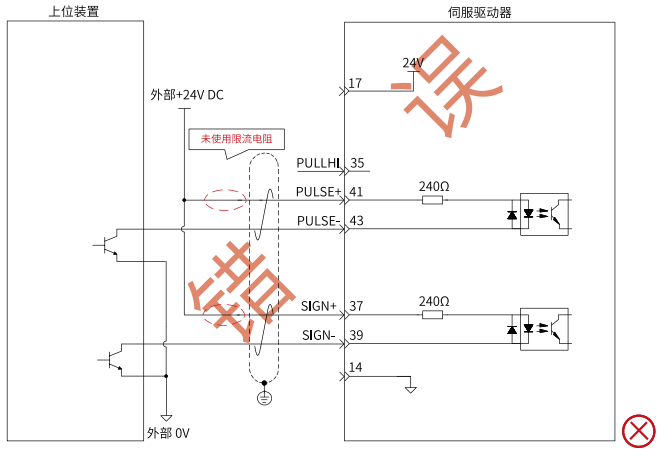 上位装置
伺服驱动器
24V
17
外部+24V DC
未使用限流电阻
PULLHI 35
PULSE+ 41
240Ω
PULSE- 43
SIGN+ 37
240Ω
SIGN- 39
14
外部 0V
错误